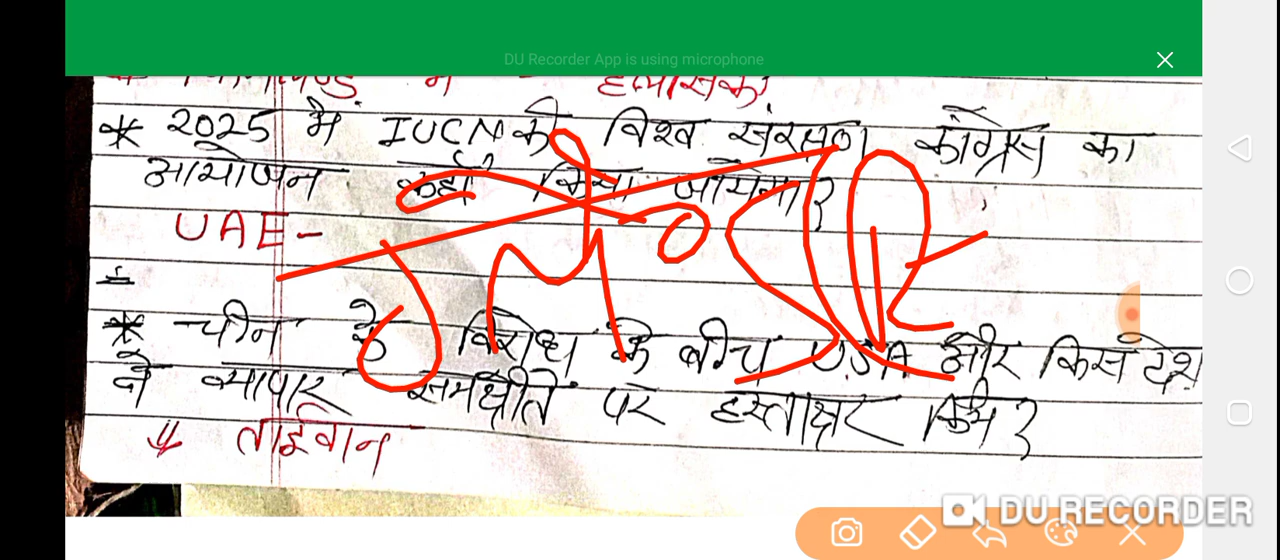 DU Recorder App is using microphone
* 2025 में IUCN की विश्व संरक्षण कांग्रेस का
आयोजन कहाँ किया जायेगा?
UAE-
* चीन के विरोध के बीच USA और किस देश
ने व्यापार समझौते पर हस्ताक्षर किये?
ताईवान
DU RECORDER